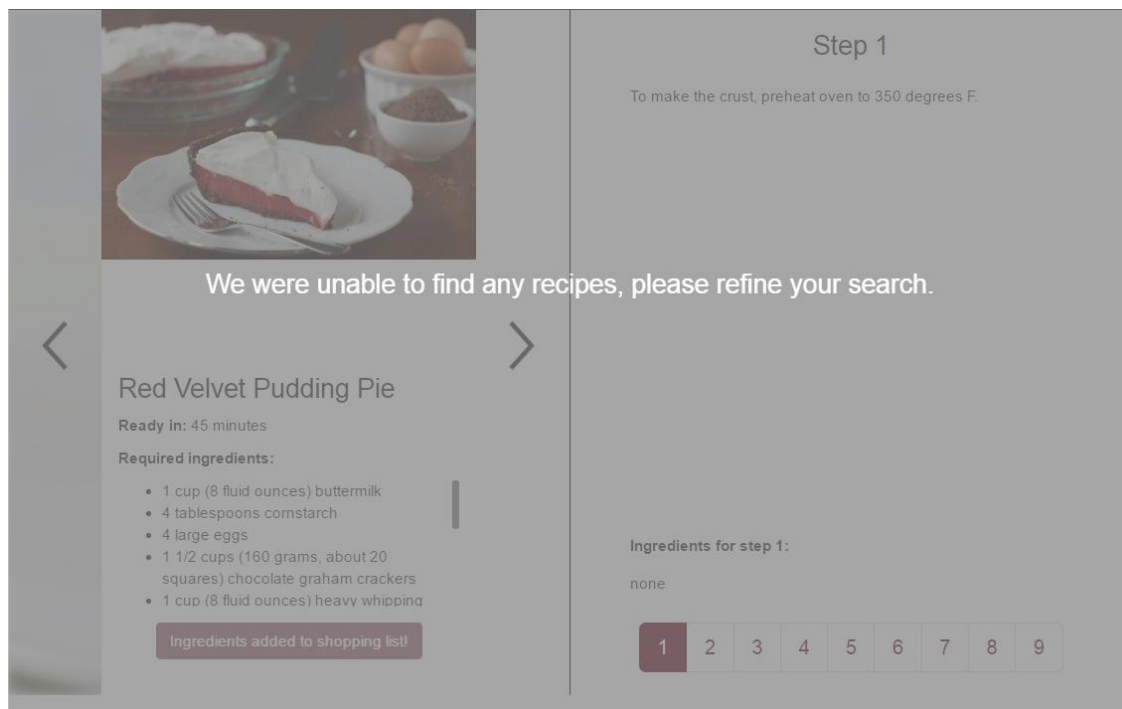 Step 1
To make the crust, preheat oven to 350 degrees F.
We were unable to find any recipes, please refine your search.
Red Velvet Pudding Pie
Ready in: 45 minutes
Required ingredients:
1 cup (8 fluid ounces) buttermilk
4 tablespoons cornstarch
4 large eggs
1 1/2 cups (160 grams, about 20
squares) chocolate graham crackers
1 cup (8 fluid ounces) heavy whipping
Ingredients added to shopping list!
Ingredients for step 1:
none
1 2 3 4 5 6 7 8 9